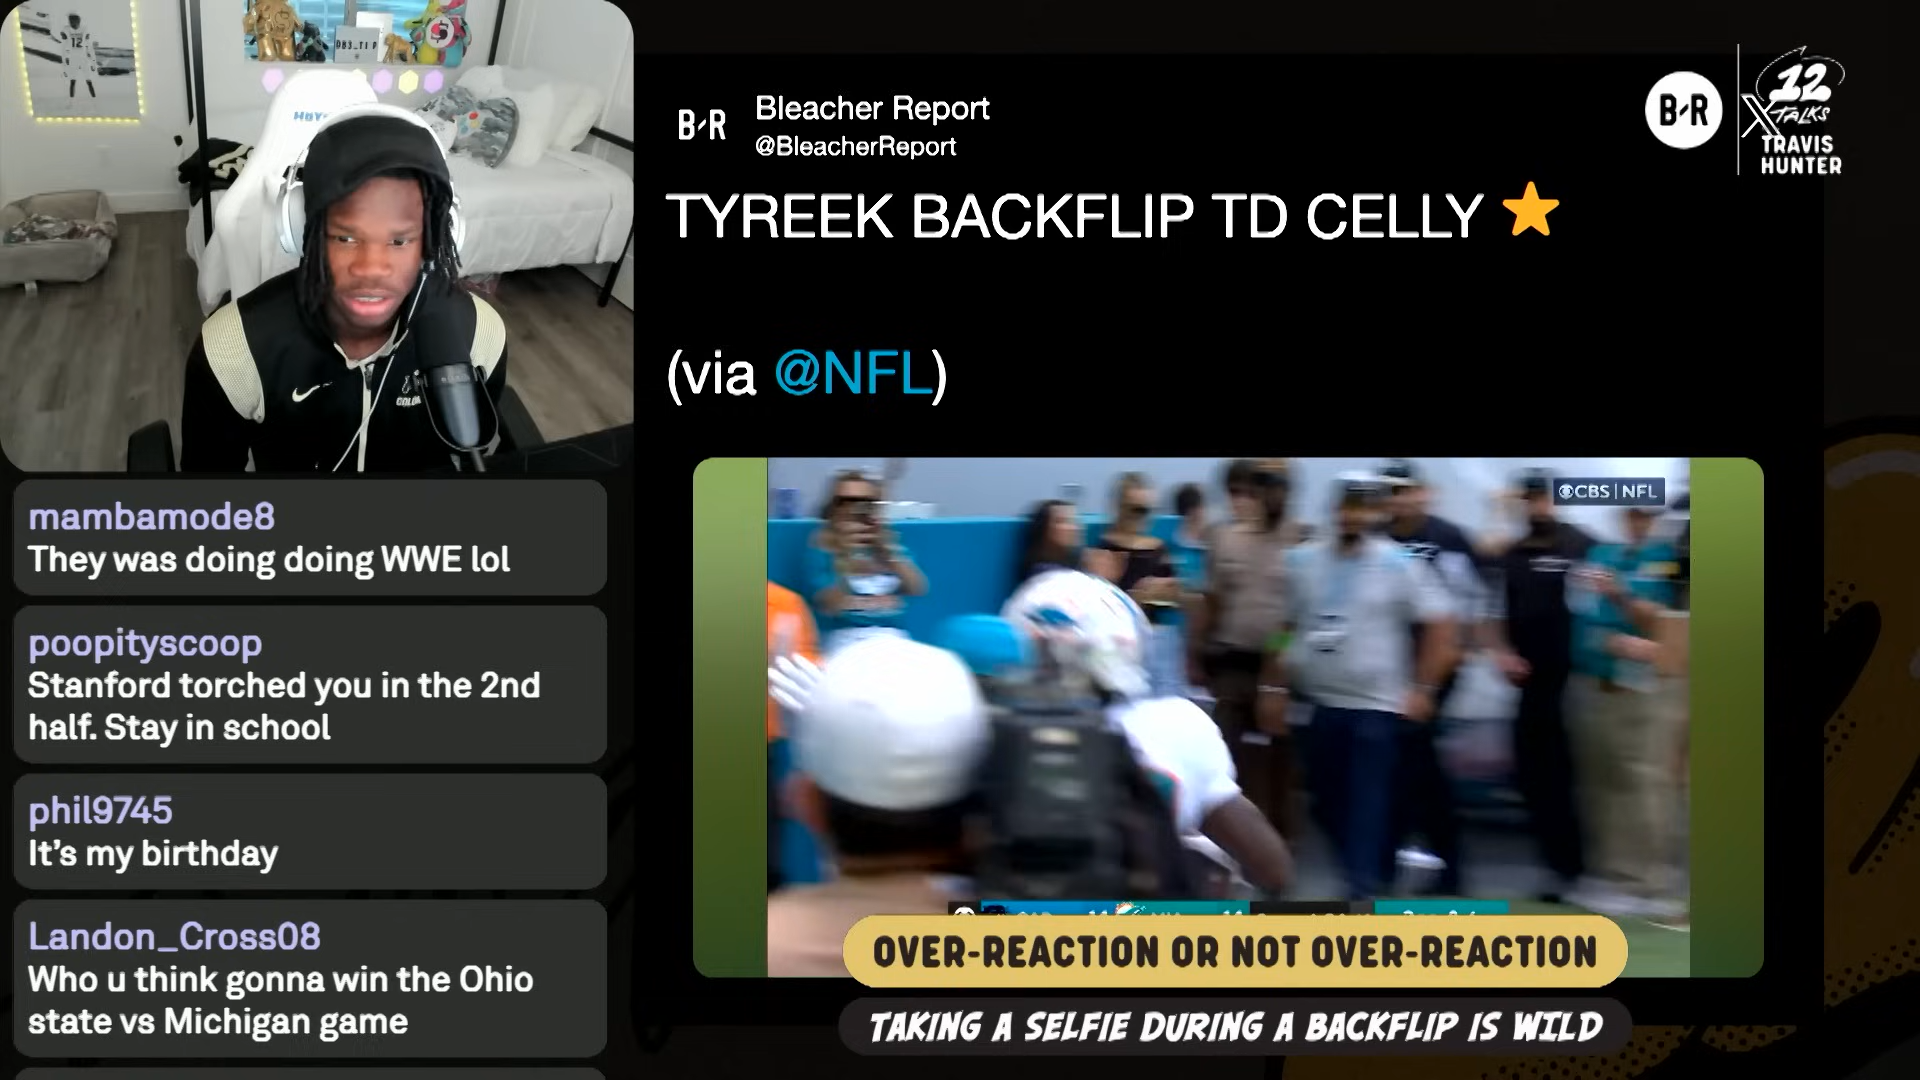 12
Bleacher Report
@BleacherReport
B/R
TYREEK BACKFLIP TD CELLY
(via @NFL)
B/R
X
12
TALKS
TRAVIS
HUNTER
CBS | NFL
mambamode8
They was doing doing WWE lol
poopityscoop
Stanford torched you in the 2nd
half. Stay in school
phil9745
It's my birthday
Landon_Cross08
Who u think gonna win the Ohio
state vs Michigan game
OVER-REACTION OR NOT OVER-REACTION
TAKING A SELFIE DURING A BACKFLIP IS WILD